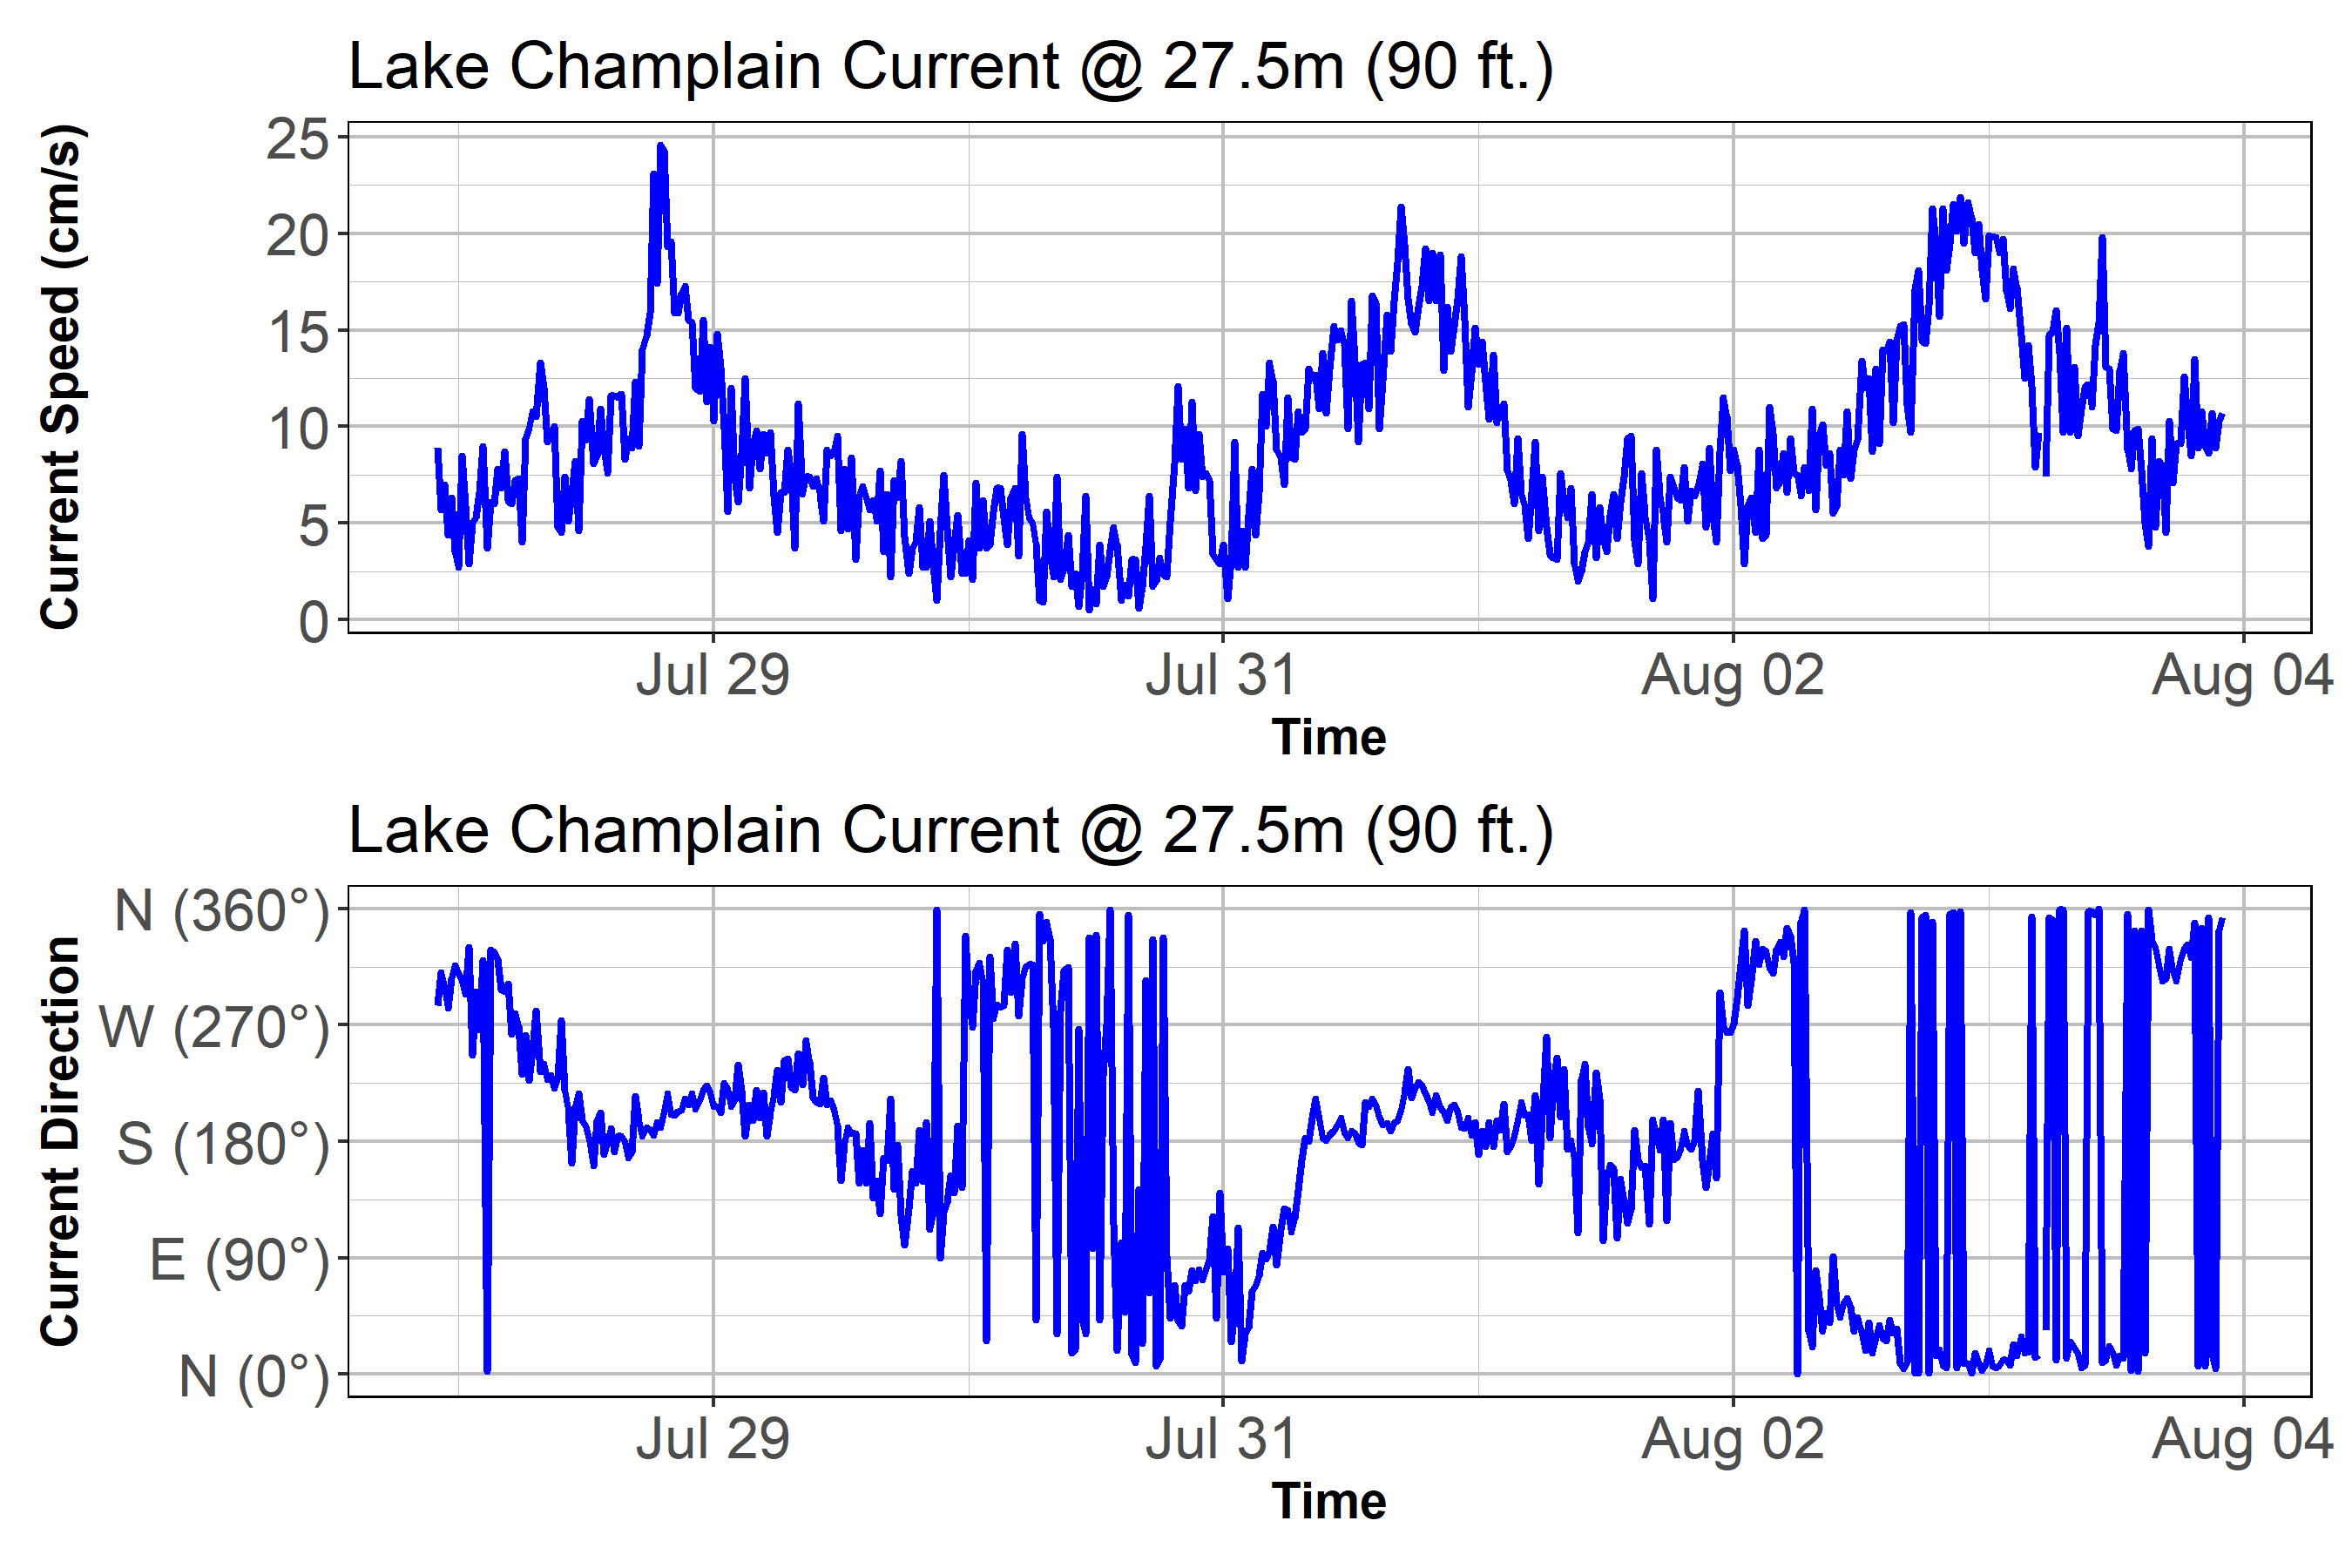 Lake Champlain Current @ 27.5m (90 ft.)
Current Speed (cm/s)
25
20
15
10
5
0
Jul 29 Jul 31 Aug 02 Aug 04
Time
Lake Champlain Current @ 27.5m (90 ft.)
Current Direction
N (360°)
W (270°)
S (180°)
E (90°)
N (0°)
Jul 29 Jul 31 Aug 02 Aug 04
Time